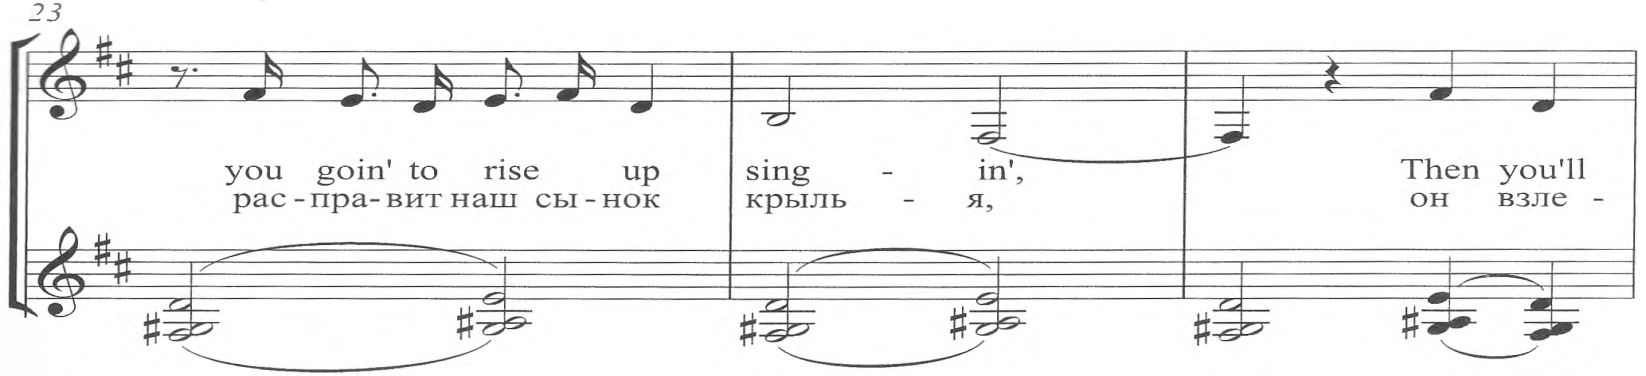 23
you goin' to rise up sing - in', Then you'll
рас - пра - вит наш сы - нок крыль - я, он взле -